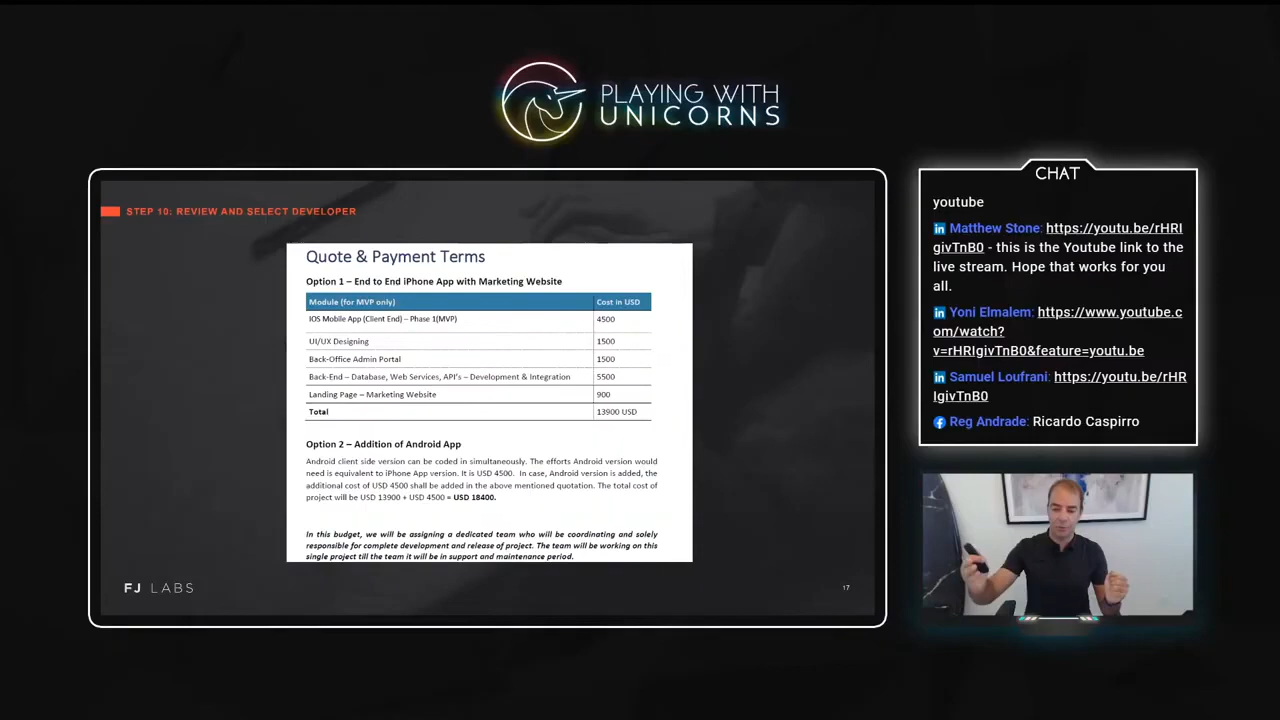 PLAYING WITH
UNICORNS
STEP 10: REVIEW AND SELECT DEVELOPER
Quote & Payment Terms
Option 1 – End to End iPhone App with Marketing Website
Module (for MVP only) Cost in USD
IOS Mobile App (Client End) – Phase 1(MVP) 4500
UI/UX Designing 1500
Back-Office Admin Portal 1500
Back-End – Database, Web Services, API's – Development & Integration 5500
Landing Page – Marketing Website 900
Total 13900 USD
Option 2 – Addition of Android App
Android client side version can be coded in simultaneously. The efforts Android version would
need is equivalent to iPhone App version. It is USD 4500. In case, Android version is added, the
additional cost of USD 4500 shall be added in the above mentioned quotation. The total cost of
project will be USD 13900 + USD 4500 = USD 18400.
In this budget, we will be assigning a dedicated team who will be coordinating and solely
responsible for complete development and release of project. The team will be working on this
single project till the team it will be in support and maintenance period.
FJ LABS
17
CHAT
youtube
Matthew Stone: https://youtu.be/rHRI
givTnB0 - this is the Youtube link to the
live stream. Hope that works for you
all.
Yoni Elmalem: https://www.youtube.c
om/watch?
v=rHRIgivTnB0&feature=youtu.be
Samuel Loufrani: https://youtu.be/rHR
IgivTnB0
Reg Andrade: Ricardo Caspirro